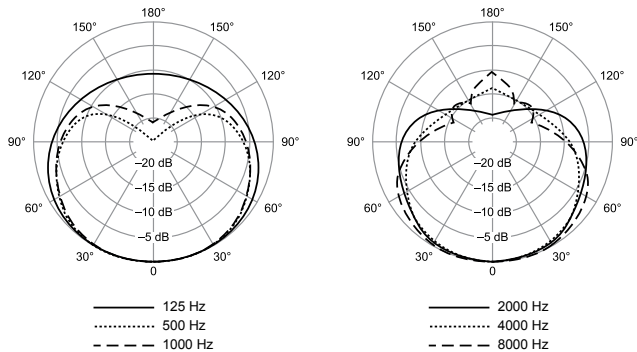 180°
150° 150°
120° 120°
90° 90°
–20 dB
–15 dB
60° 60°
–10 dB
–5 dB
30° 30°
0
125 Hz
500 Hz
1000 Hz
180°
150° 150°
120° 120°
90° 90°
–20 dB
–15 dB
60° 60°
–10 dB
–5 dB
30° 30°
0
2000 Hz
4000 Hz
8000 Hz